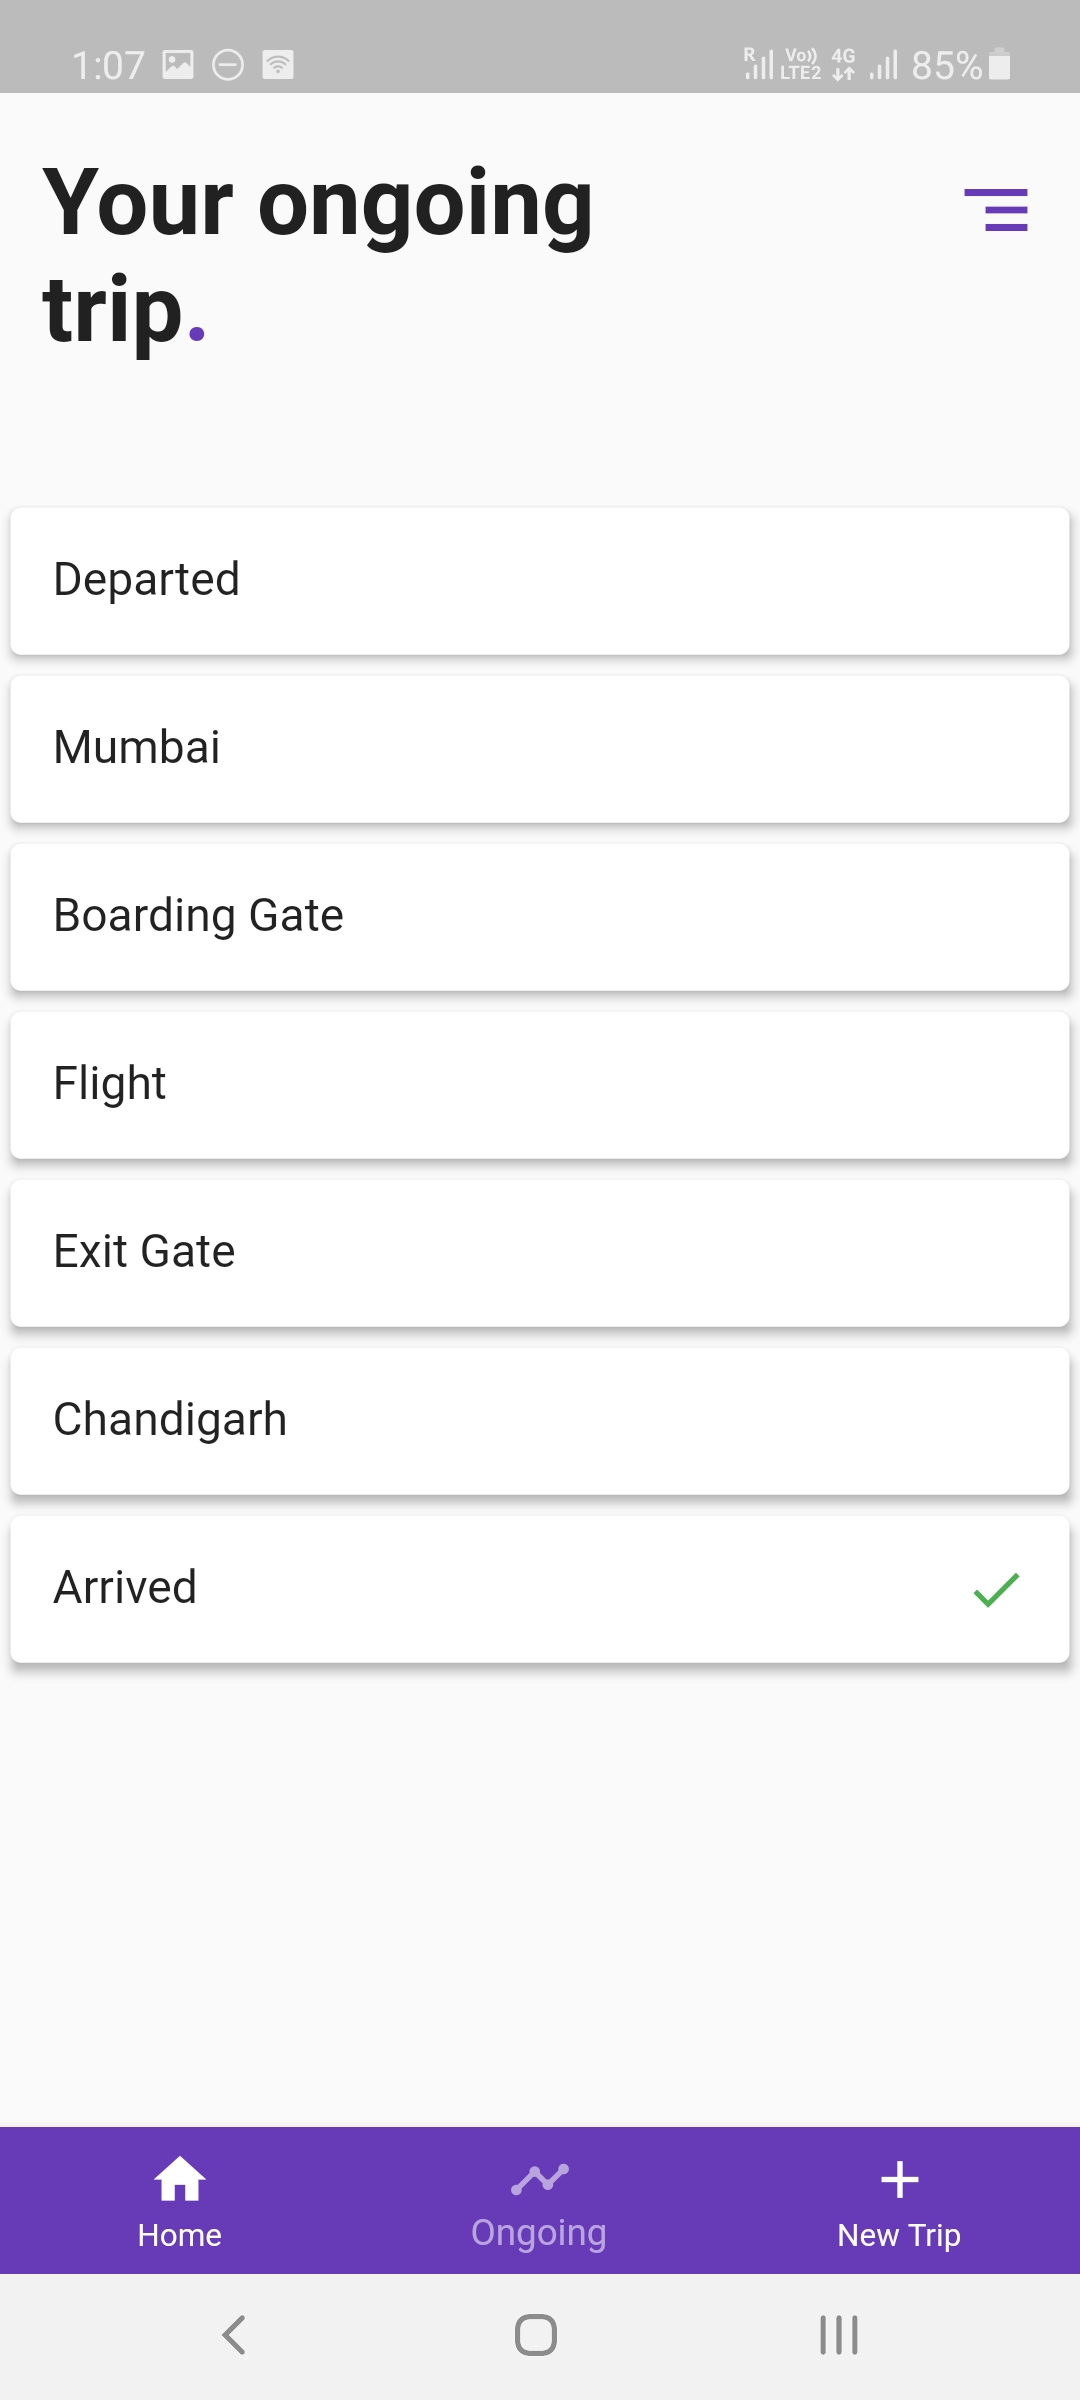 1:07
R Vo)) LTE2 4G 85%
Your ongoing
trip.
Departed
Mumbai
Boarding Gate
Flight
Exit Gate
Chandigarh
Arrived
Home Ongoing New Trip